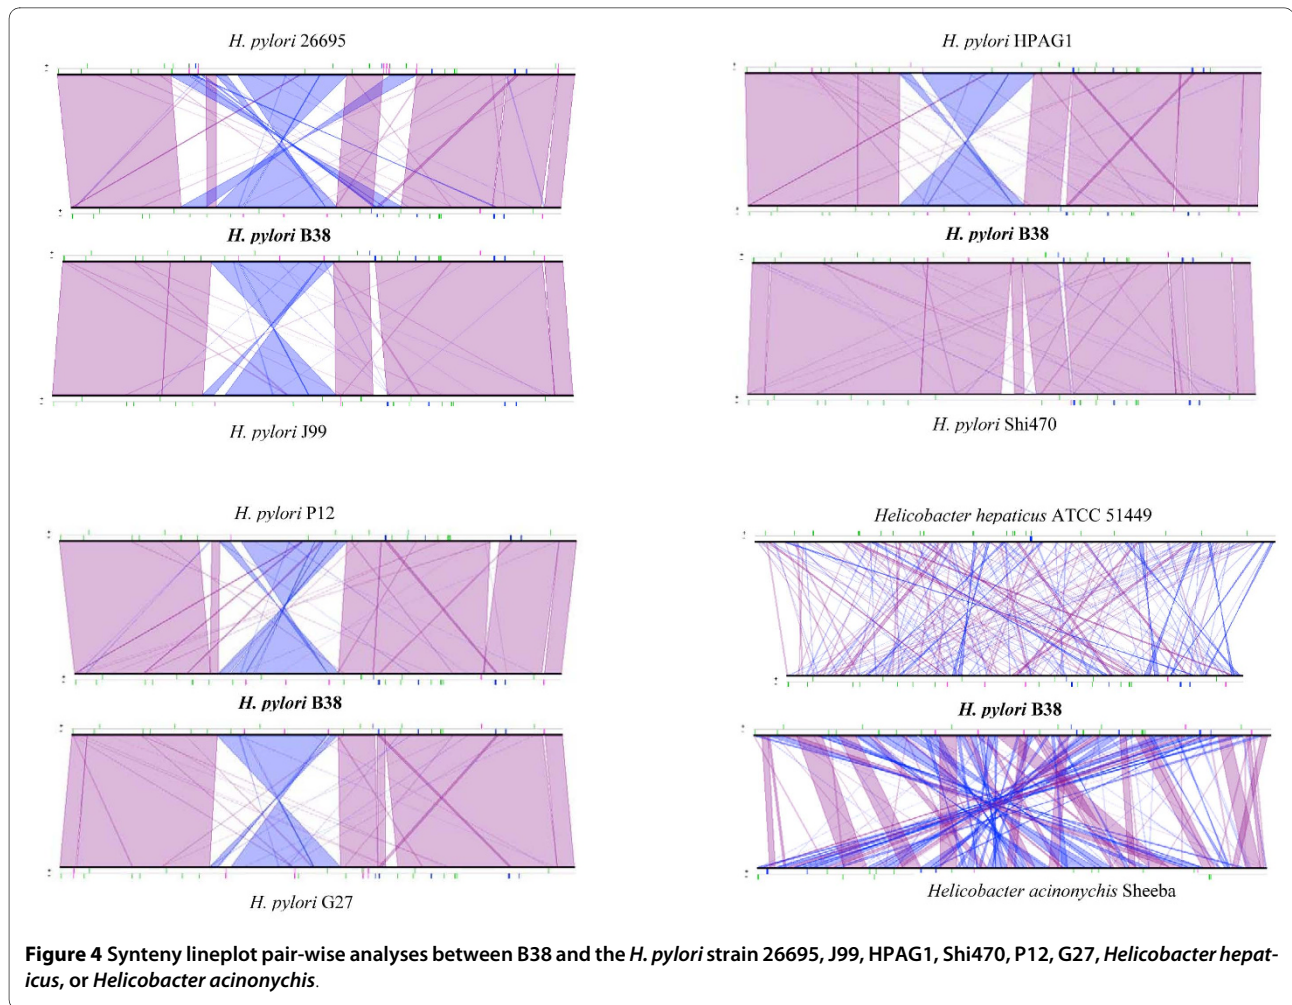 H. pylori 26695
H. pylori HPAG1
H. pylori B38
H. pylori B38
H. pylori J99
H. pylori Shi470
H. pylori P12
Helicobacter hepaticus ATCC 51449
H. pylori B38
H. pylori B38
H. pylori G27
Helicobacter acinonychis Sheeba
Figure 4 Synteny lineplot pair-wise analyses between B38 and the H. pylori strain 26695, J99, HPAG1, Shi470, P12, G27, Helicobacter hepat-
icus, or Helicobacter acinonychis.